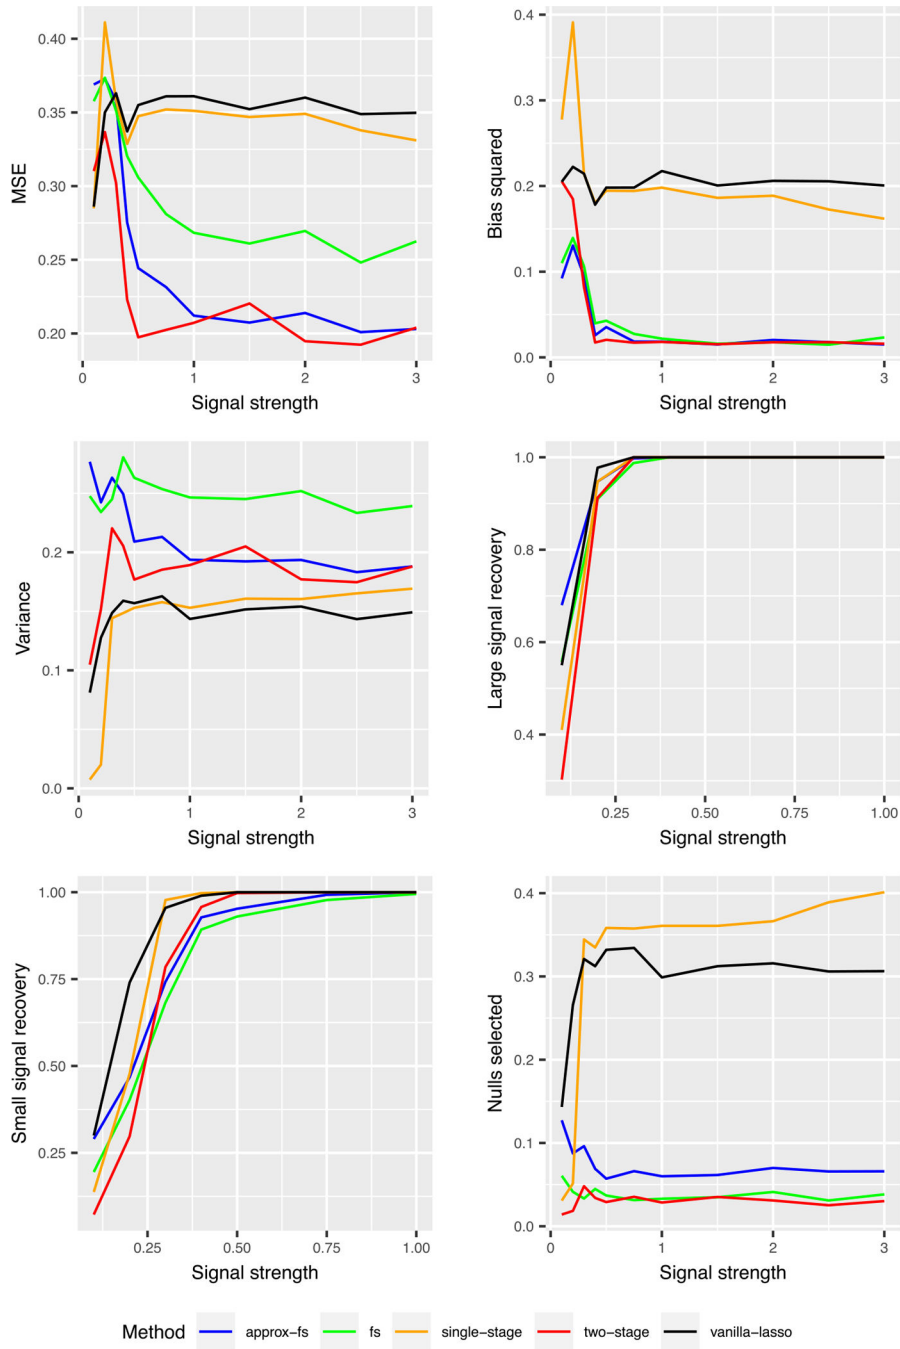 MSE
0.40
0.35
0.30
0.25
0.20
0 1 2 3
Signal strength
Bias squared
0.4
0.3
0.2
0.1
0.0
0 1 2 3
Signal strength
Variance
0.2
0.1
0.0
0 1 2 3
Signal strength
Large signal recovery
1.0
0.8
0.6
0.4
0.25 0.50 0.75 1.00
Signal strength
Small signal recovery
1.00
0.75
0.50
0.25
0.25 0.50 0.75 1.00
Signal strength
Nulls selected
0.4
0.3
0.2
0.1
0.0
0 1 2 3
Signal strength
Method approx−fs fs single−stage two−stage vanilla−lasso